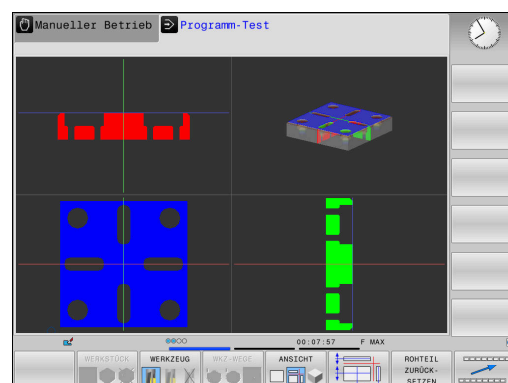 Manueller Betrieb
Programm-Test
00:07:57 F MAX
WERKSTÜCK
WERKZEUG
WKZ-WEGE
ANSICHT
ROHTEIL
ZURÜCK-
SETZEN